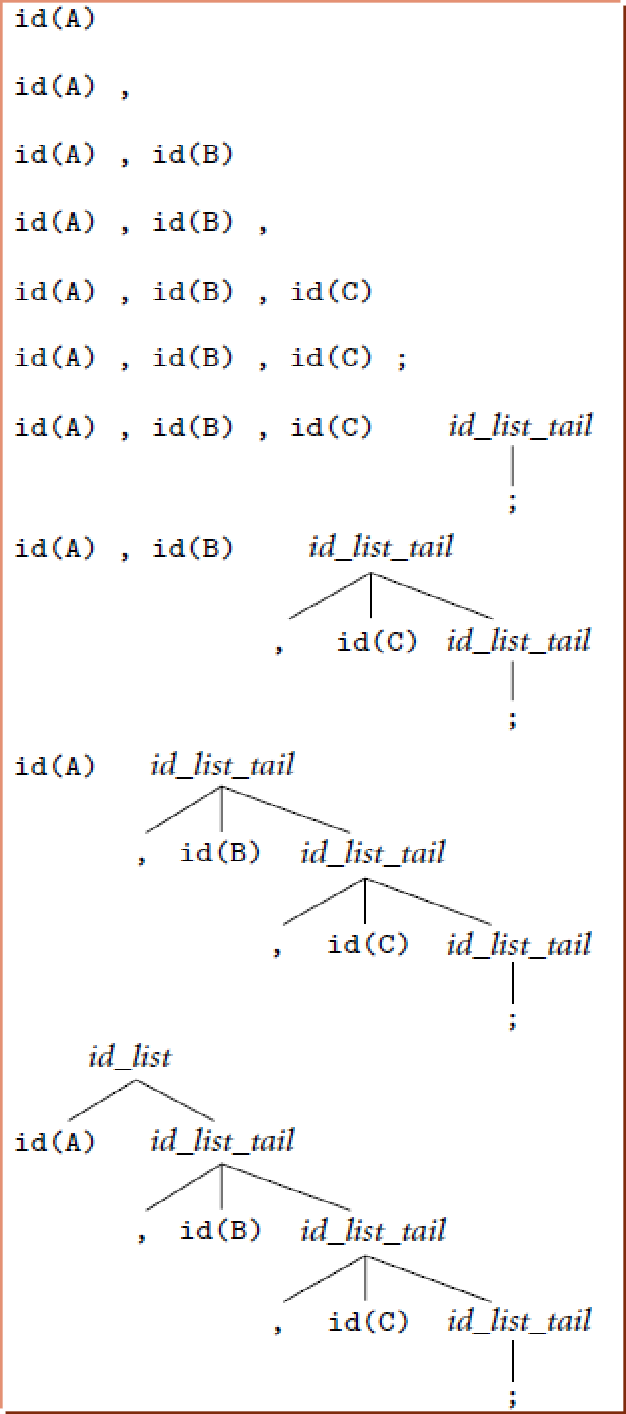 id(A)
id(A) ,
id(A) , id(B)
id(A) , id(B) ,
id(A) , id(B) , id(C)
id(A) , id(B) , id(C) ;
id(A) , id(B) , id(C) id_list_tail
;
id(A) , id(B) id_list_tail
, id(C) id_list_tail
;
id(A) id_list_tail
, id(B) id_list_tail
, id(C) id_list_tail
;
id_list
id(A) id_list_tail
, id(B) id_list_tail
, id(C) id_list_tail
;